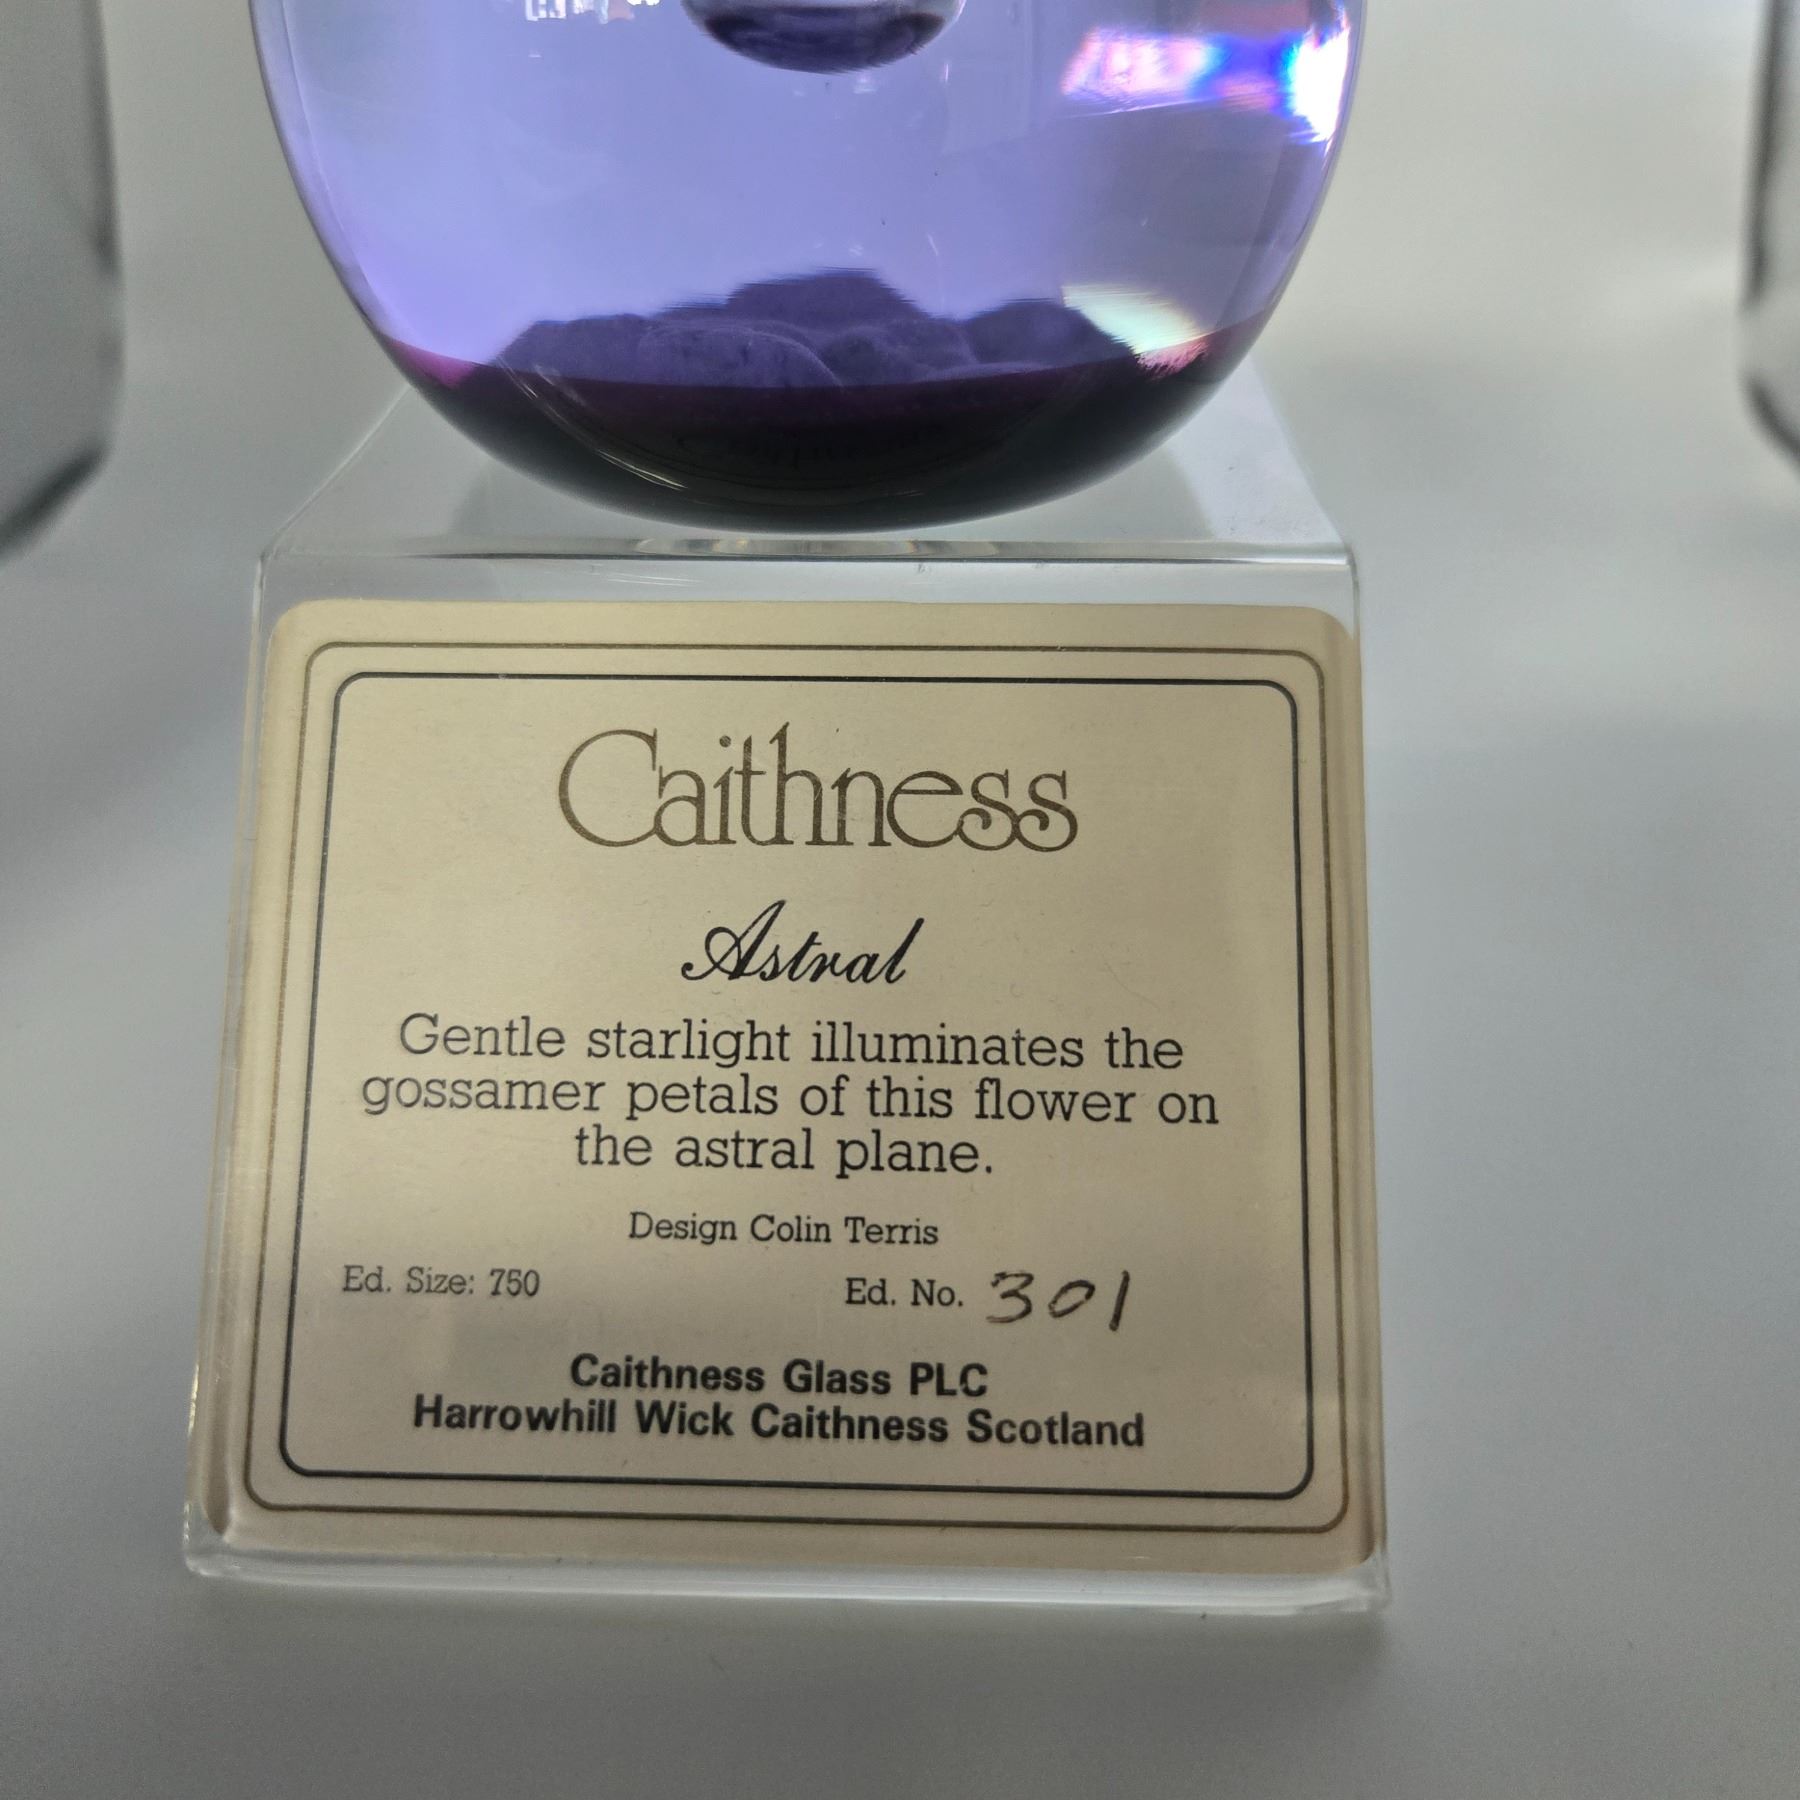 Caithness
Astral
Gentle starlight illuminates the
gossamer petals of this flower on
the astral plane.
Design Colin Terris
Ed. Size: 750 Ed. No. 301
Caithness Glass PLC
Harrowhill Wick Caithness Scotland